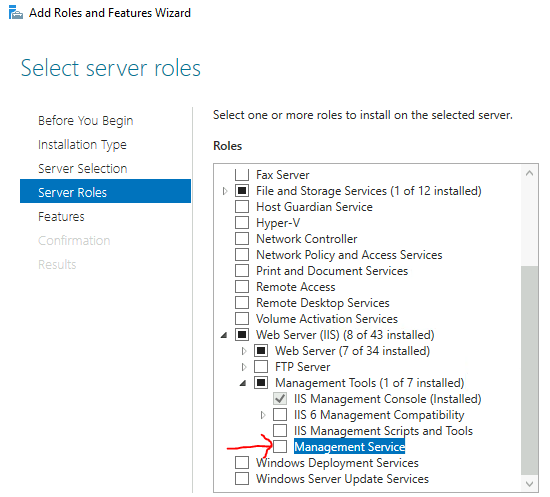 Add Roles and Features Wizard
Select server roles
Before You Begin
Installation Type
Server Selection
Server Roles
Features
Confirmation
Results
Select one or more roles to install on the selected server.
Roles
Fax Server
File and Storage Services (1 of 12 installed)
Host Guardian Service
Hyper-V
Network Controller
Network Policy and Access Services
Print and Document Services
Remote Access
Remote Desktop Services
Volume Activation Services
Web Server (IIS) (8 of 43 installed)
Web Server (7 of 34 installed)
FTP Server
Management Tools (1 of 7 installed)
IIS Management Console (Installed)
IIS 6 Management Compatibility
IIS Management Scripts and Tools
Management Service
Windows Deployment Services
Windows Server Update Services